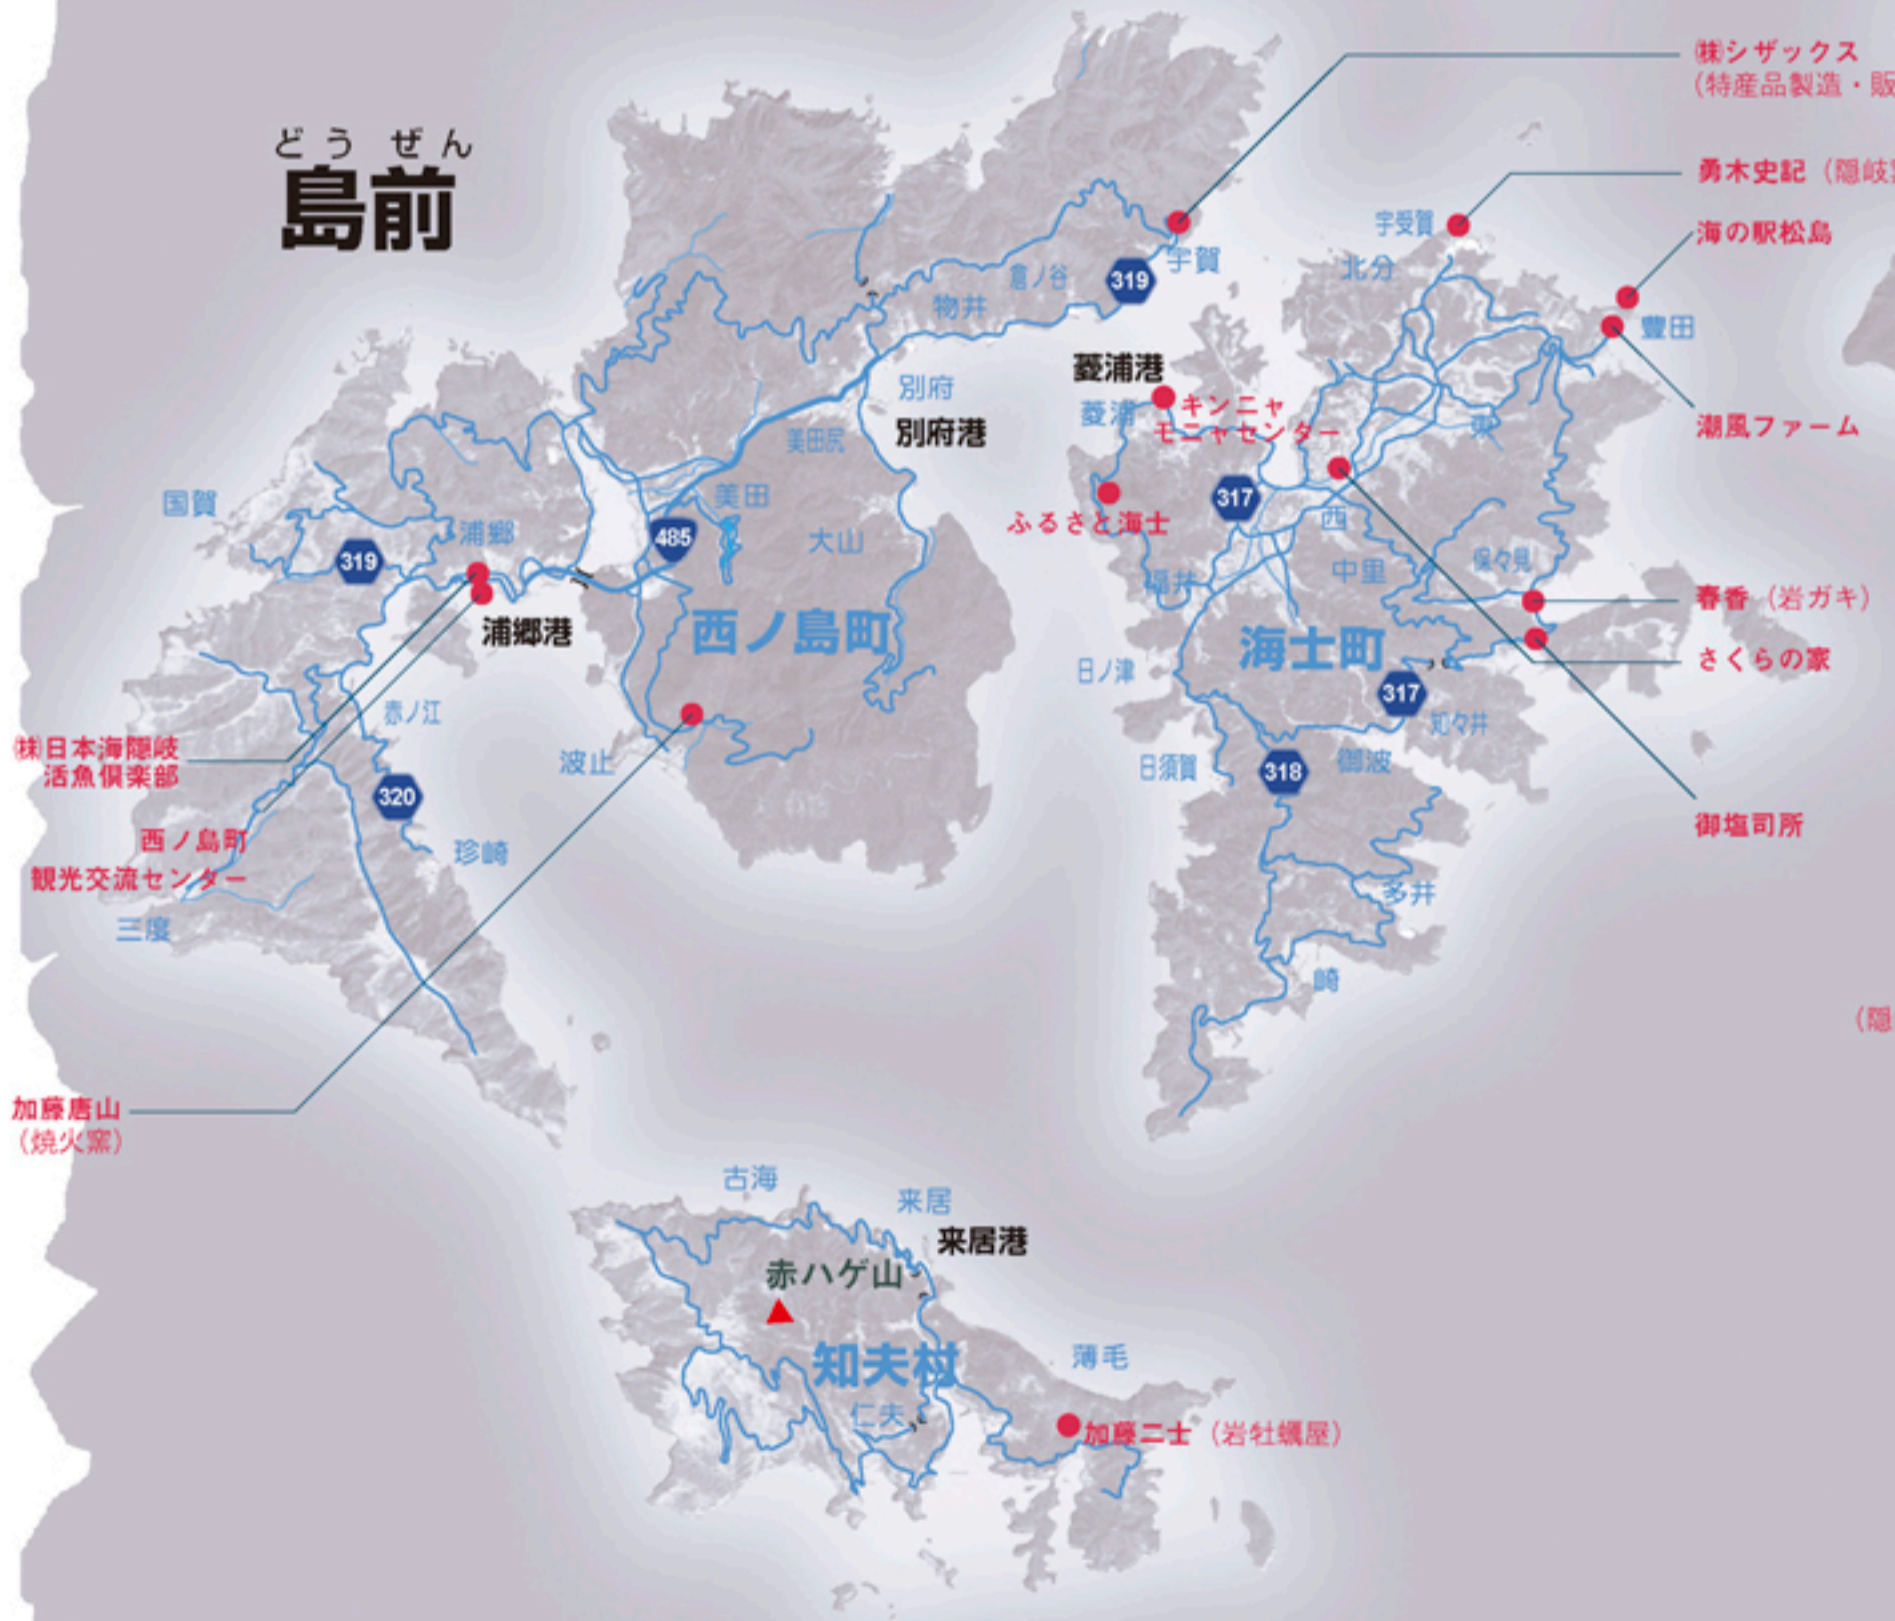 どうぜん
島前
㈱シザックス
(特産品製造・販
勇木史記（隠岐
宇受賀
海の駅松島
北分
宇賀
倉ノ谷
319
物井
豊田
菱浦港
別府
菱浦
キンニャ
モニャセンター
別府港
美田尻
東
潮風ファーム
国賀
美田
317
ふるさと海士
西
浦郷
485
大山
319
保々見
中里
福井
春香（岩ガキ）
浦郷港
西ノ島町
海士町
さくらの家
日ノ津
317
赤ノ江
知々井
㈱日本海隠岐
活魚倶楽部
波止
日須賀
318
御波
320
御塩司所
西ノ島町
観光交流センター
珍崎
多井
三度
崎
（隠
加藤唐山
（焼火窯）
古海
来居
来居港
赤ハゲ山
知夫村
薄毛
仁夫
加藤二士（岩牡蠣屋）